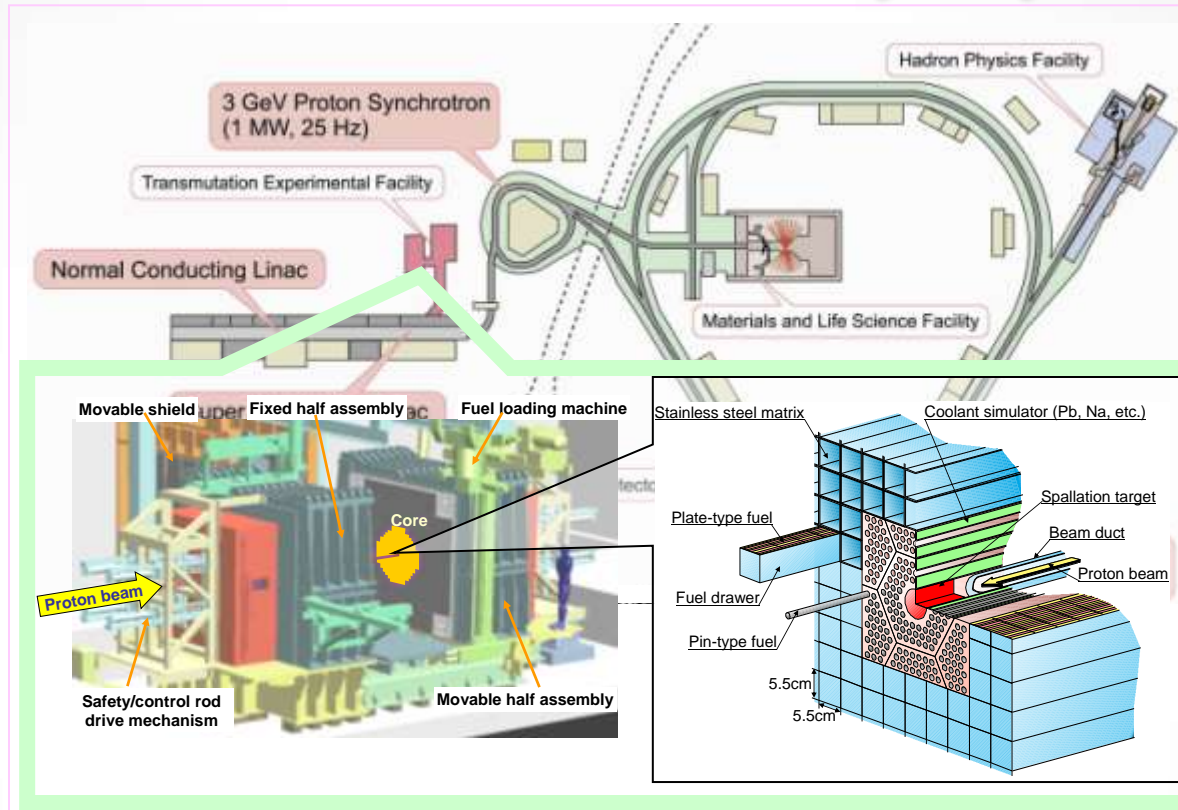 Hadron Physics Facility
3 GeV Proton Synchrotron
(1 MW, 25 Hz)
Transmutation Experimental Facility
Normal Conducting Linac
Materials and Life Science Facility
Movable shield
Fixed half assembly
Fuel loading machine
Core
Proton beam
Safety/control rod
drive mechanism
Movable half assembly
Stainless steel matrix
Coolant simulator (Pb, Na, etc.)
Spallation target
Beam duct
Proton beam
Plate-type fuel
Fuel drawer
Pin-type fuel
5.5cm
5.5cm